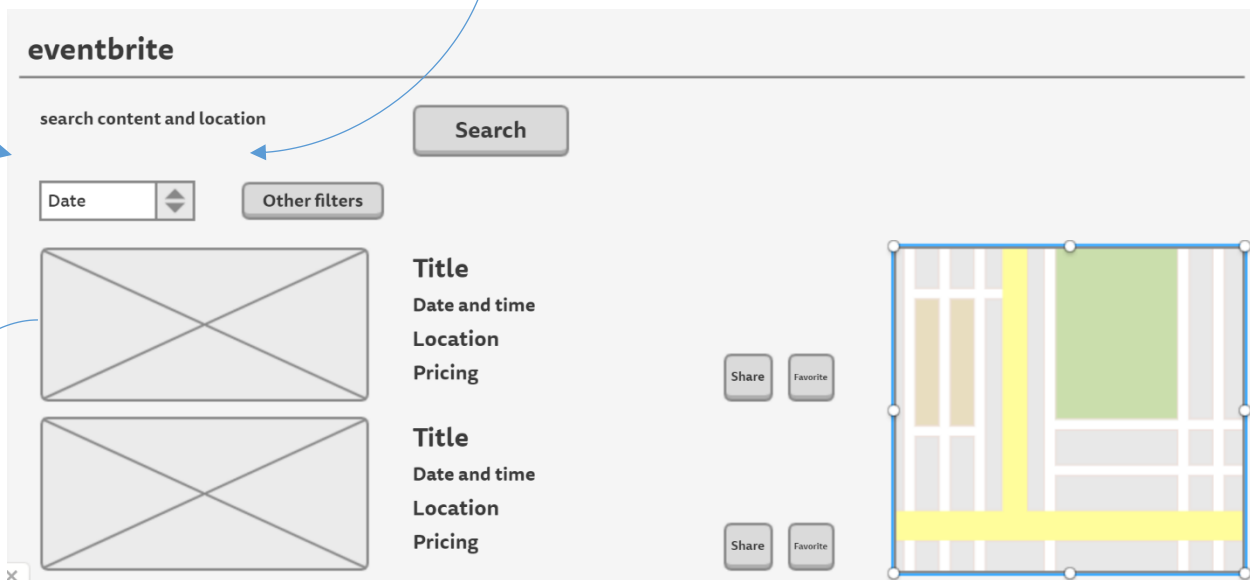 eventbrite
search content and location
Search
Date
Other filters
Title
Date and time
Location
Pricing
Share
Favorite
Title
Date and time
Location
Pricing
Share
Favorite